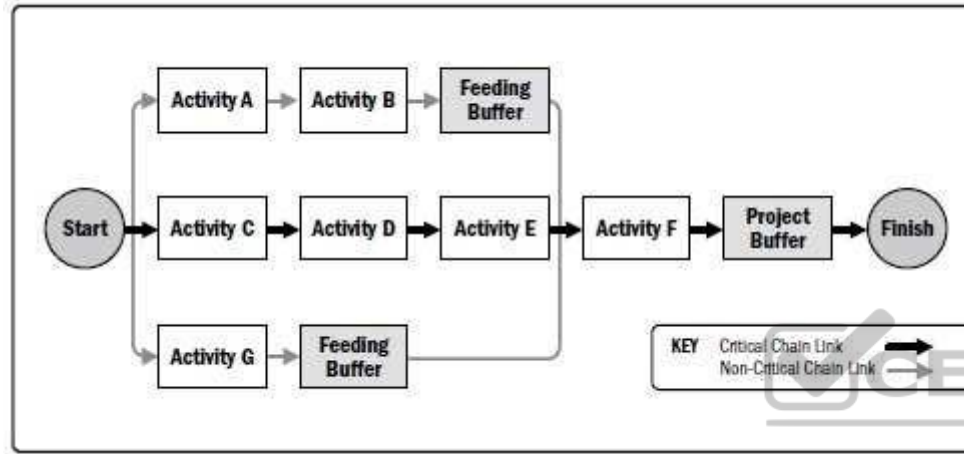 Activity A
Activity B
Feeding
Buffer
Start
Activity C
Activity D
Activity E
Activity F
Project
Buffer
Finish
Activity G
Feeding
Buffer
KEY Critical Chain Link
Non-Critical Chain Link
CE